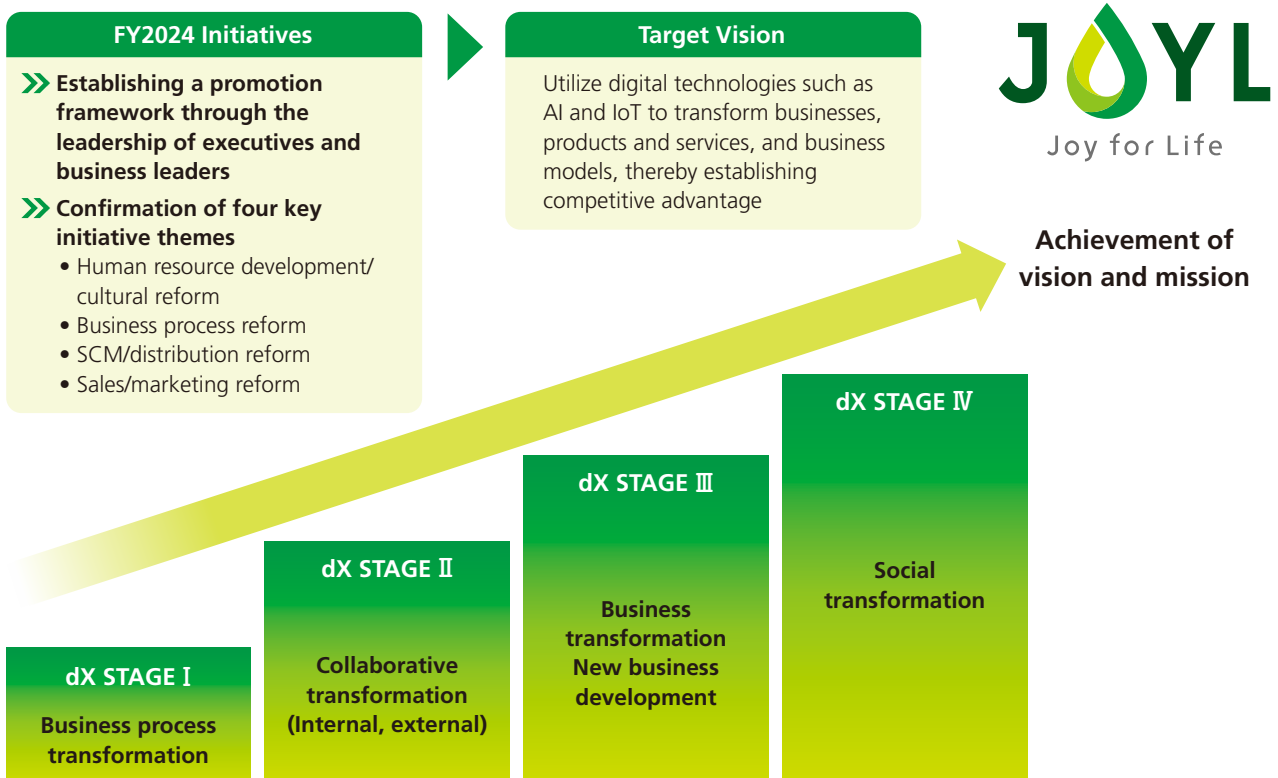 FY2024 Initiatives
Establishing a promotion
framework through the
leadership of executives and
business leaders
Confirmation of four key
initiative themes
• Human resource development/
cultural reform
• Business process reform
• SCM/distribution reform
• Sales/marketing reform
Target Vision
Utilize digital technologies such as
AI and IoT to transform businesses,
products and services, and business
models, thereby establishing
competitive advantage
JOYL
Joy for Life
Achievement of
vision and mission
dX STAGE Ⅰ
Business process
transformation
dX STAGE Ⅱ
Collaborative
transformation
(Internal, external)
dX STAGE Ⅲ
Business
transformation
New business
development
dX STAGE Ⅳ
Social
transformation